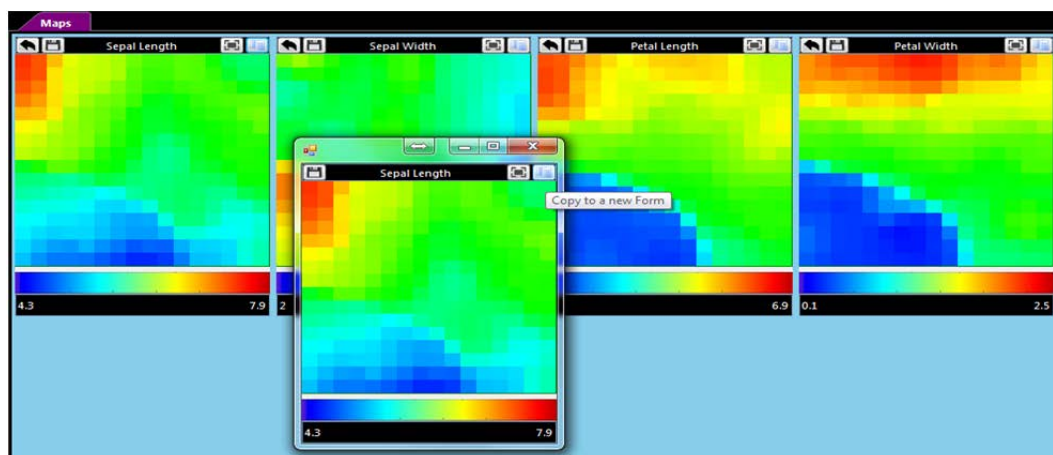 Maps
Sepal Length
Sepal Width
Petal Length
Petal Width
Sepal Length
Copy to a new Form
4.3 7.9
2
6.9
0.1 2.5
4.3 7.9